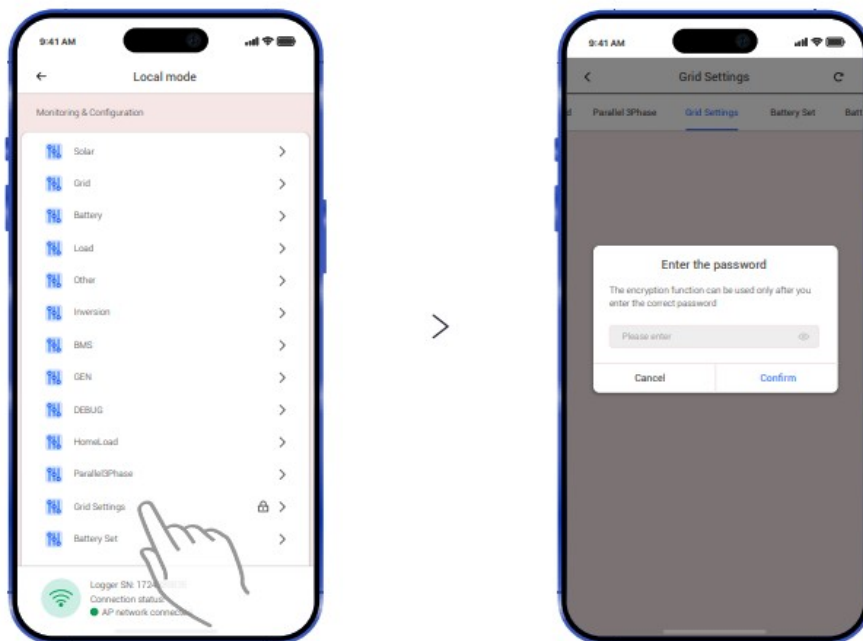 9:41 AM
Local mode
Monitoring & Configuration
Solar
Grid
Battery
Load
Other
Inversion
BMS
GEN
DEBUG
HomeLoad
Parallel3Phase
Grid Settings
Battery Set
Logger SN: 1724
Connection status:
AP network connec
>
9:41 AM
Grid Settings
d Parallel 3Phase Grid Settings Battery Set Batt
Enter the password
The encryption function can be used only after you
enter the correct password
Please enter
Cancel Confirm